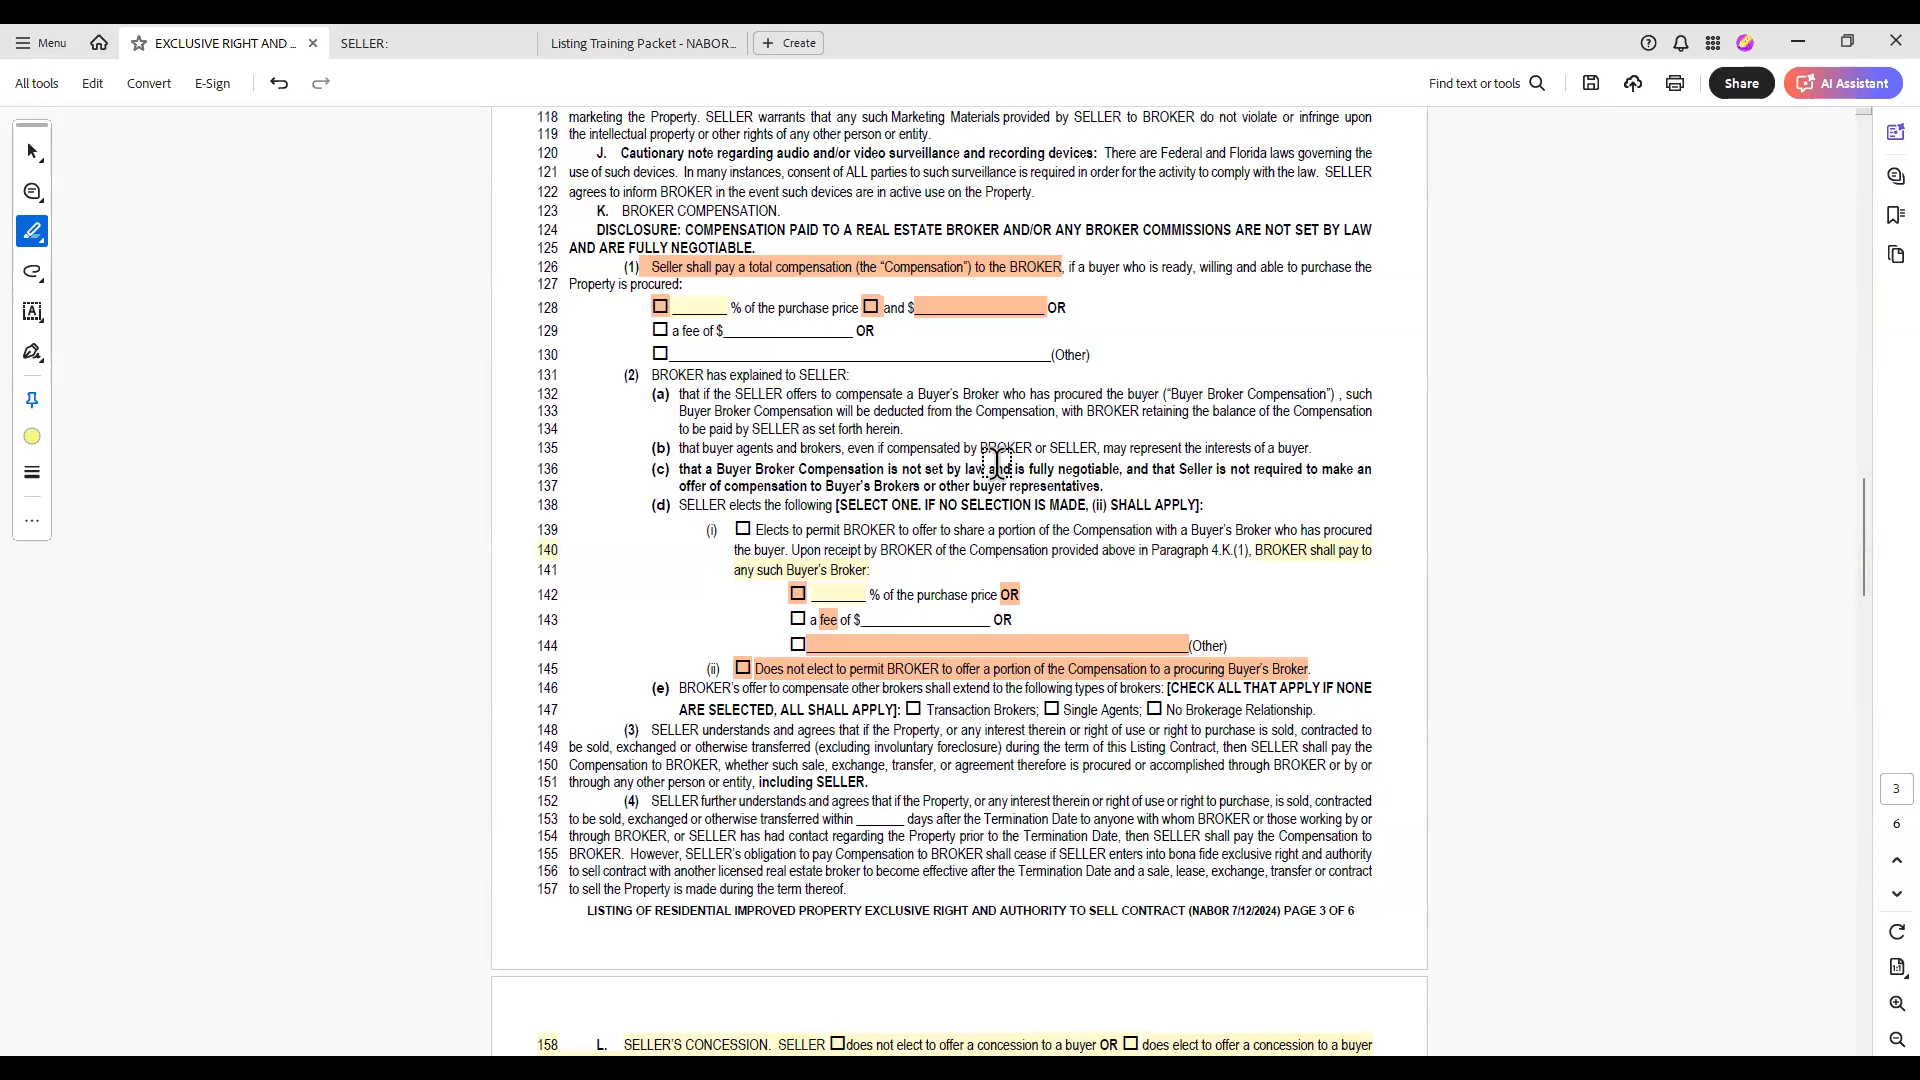 Menu
EXCLUSIVE RIGHT AND ...
SELLER:
Listing Training Packet - NABOR...
Create
All tools
Edit
Convert
E-Sign
Find text or tools
Share
AI Assistant
118 marketing the Property. SELLER warrants that any such Marketing Materials provided by SELLER to BROKER do not violate or infringe upon
119 the intellectual property or other rights of any other person or entity.
120 J. Cautionary note regarding audio and/or video surveillance and recording devices: There are Federal and Florida laws governing the
121 use of such devices. In many instances, consent of ALL parties to such surveillance is required in order for the activity to comply with the law. SELLER
122 agrees to inform BROKER in the event such devices are in active use on the Property.
123 K. BROKER COMPENSATION.
124 DISCLOSURE: COMPENSATION PAID TO A REAL ESTATE BROKER AND/OR ANY BROKER COMMISSIONS ARE NOT SET BY LAW
125 AND ARE FULLY NEGOTIABLE.
126 (1) Seller shall pay a total compensation (the “Compensation”) to the BROKER, if a buyer who is ready, willing and able to purchase the
127 Property is procured:
128 ☐ _______ % of the purchase price ☐ and $_________________ OR
129 ☐ a fee of $_________________ OR
130 ☐__________________________________________________(Other)
131 (2) BROKER has explained to SELLER:
132 (a) that if the SELLER offers to compensate a Buyer’s Broker who has procured the buyer (“Buyer Broker Compensation”) , such
133 Buyer Broker Compensation will be deducted from the Compensation, with BROKER retaining the balance of the Compensation
134 to be paid by SELLER as set forth herein.
135 (b) that buyer agents and brokers, even if compensated by BROKER or SELLER, may represent the interests of a buyer.
136 (c) that a Buyer Broker Compensation is not set by law and is fully negotiable, and that Seller is not required to make an
137 offer of compensation to Buyer’s Brokers or other buyer representatives.
138 (d) SELLER elects the following [SELECT ONE. IF NO SELECTION IS MADE, (ii) SHALL APPLY]:
139 (i) ☐ Elects to permit BROKER to offer to share a portion of the Compensation with a Buyer’s Broker who has procured
140 the buyer. Upon receipt by BROKER of the Compensation provided above in Paragraph 4.K.(1), BROKER shall pay to
141 any such Buyer’s Broker:
142 ☐ _______ % of the purchase price OR
143 ☐ a fee of $_________________ OR
144 ☐__________________________________________________(Other)
145 (ii) ☐ Does not elect to permit BROKER to offer a portion of the Compensation to a procuring Buyer’s Broker.
146 (e) BROKER’s offer to compensate other brokers shall extend to the following types of brokers: [CHECK ALL THAT APPLY IF NONE
147 ARE SELECTED, ALL SHALL APPLY]: ☐ Transaction Brokers; ☐ Single Agents; ☐ No Brokerage Relationship.
148 (3) SELLER understands and agrees that if the Property, or any interest therein or right of use or right to purchase is sold, contracted to
149 be sold, exchanged or otherwise transferred (excluding involuntary foreclosure) during the term of this Listing Contract, then SELLER shall pay the
150 Compensation to BROKER, whether such sale, exchange, transfer, or agreement therefore is procured or accomplished through BROKER or by or
151 through any other person or entity, including SELLER.
152 (4) SELLER further understands and agrees that if the Property, or any interest therein or right of use or right to purchase, is sold, contracted
153 to be sold, exchanged or otherwise transferred within _______ days after the Termination Date to anyone with whom BROKER or those working by or
154 through BROKER, or SELLER has had contact regarding the Property prior to the Termination Date, then SELLER shall pay the Compensation to
155 BROKER. However, SELLER’s obligation to pay Compensation to BROKER shall cease if SELLER enters into bona fide exclusive right and authority
156 to sell contract with another licensed real estate broker to become effective after the Termination Date and a sale, lease, exchange, transfer or contract
157 to sell the Property is made during the term thereof.
LISTING OF RESIDENTIAL IMPROVED PROPERTY EXCLUSIVE RIGHT AND AUTHORITY TO SELL CONTRACT (NABOR 7/12/2024) PAGE 3 OF 6
3
6
158 L. SELLER’S CONCESSION. SELLER ☐does not elect to offer a concession to a buyer OR ☐ does elect to offer a concession to a buyer